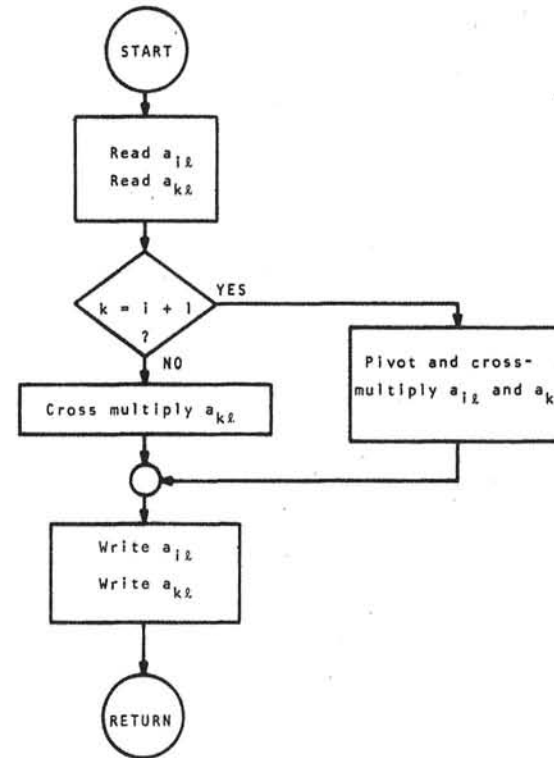 START
Read a_iℓ
Read a_kℓ
k = i + 1
?
YES
NO
Pivot and cross-
multiply a_iℓ and a_k
Cross multiply a_kℓ
Write a_iℓ
Write a_kℓ
RETURN